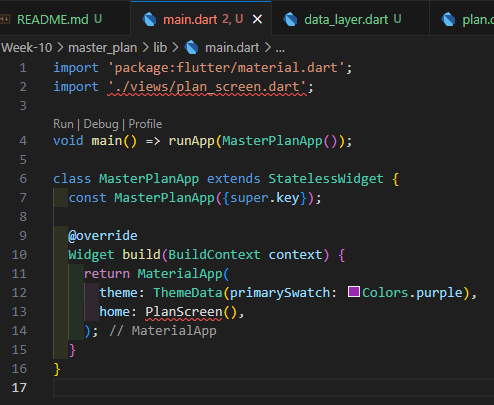 README.md U main.dart 2, U data_layer.dart U plan.
Week-10 > master_plan > lib > main.dart > ...
1 import 'package:flutter/material.dart';
2 import './views/plan_screen.dart';
3
Run | Debug | Profile
4 void main() => runApp(MasterPlanApp());
5
6 class MasterPlanApp extends StatelessWidget {
7 const MasterPlanApp({super.key});
8
9 @override
10 Widget build(BuildContext context) {
11 return MaterialApp(
12 theme: ThemeData(primarySwatch: Colors.purple),
13 home: PlanScreen(),
14 ); // MaterialApp
15 }
16 }
17